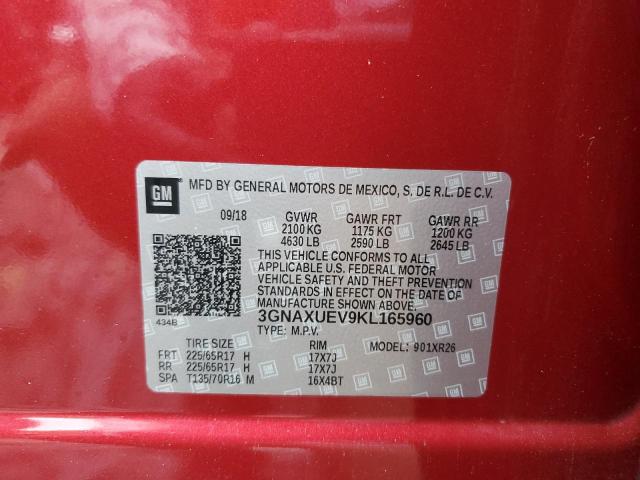 GM MFD BY GENERAL MOTORS DE MEXICO, S. DE R.L. DE C.V.
09/18 GVWR GAWR FRT GAWR RR
2100 KG 1175 KG 1200 KG
4630 LB 2590 LB 2645 LB
THIS VEHICLE CONFORMS TO ALL
APPLICABLE U.S. FEDERAL MOTOR
VEHICLE SAFETY AND THEFT PREVENTION
STANDARDS IN EFFECT ON THE DATE OF
MANUFACTURE SHOWN ABOVE.
434B 3GNAXUEV9KL165960
TYPE: M.P.V.
TIRE SIZE RIM MODEL: 901XR26
FRT 225/65R17 H 17X7J
RR 225/65R17 H 17X7J
SPA T135/70R16 M 16X4BT